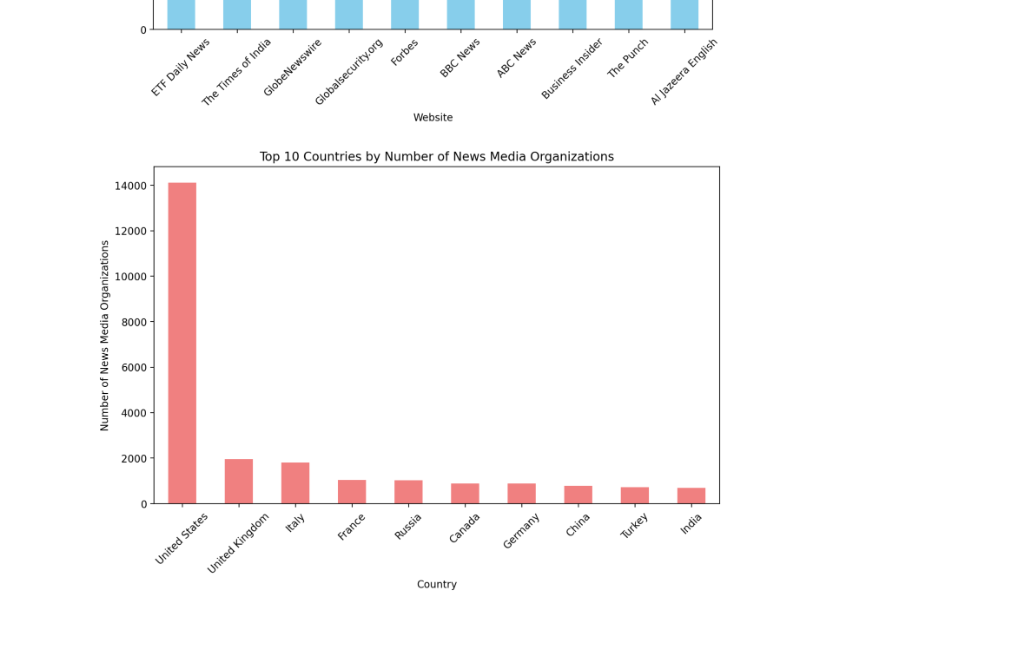 0
ETF Daily News
The Times of India
GlobeNewswire
Globalsecurity.org
Forbes
BBC News
ABC News
Business Insider
The Punch
Al Jazeera English
Website
Top 10 Countries by Number of News Media Organizations
Number of News Media Organizations
14000
12000
10000
8000
6000
4000
2000
0
United States
United Kingdom
Italy
France
Russia
Canada
Germany
China
Turkey
India
Country